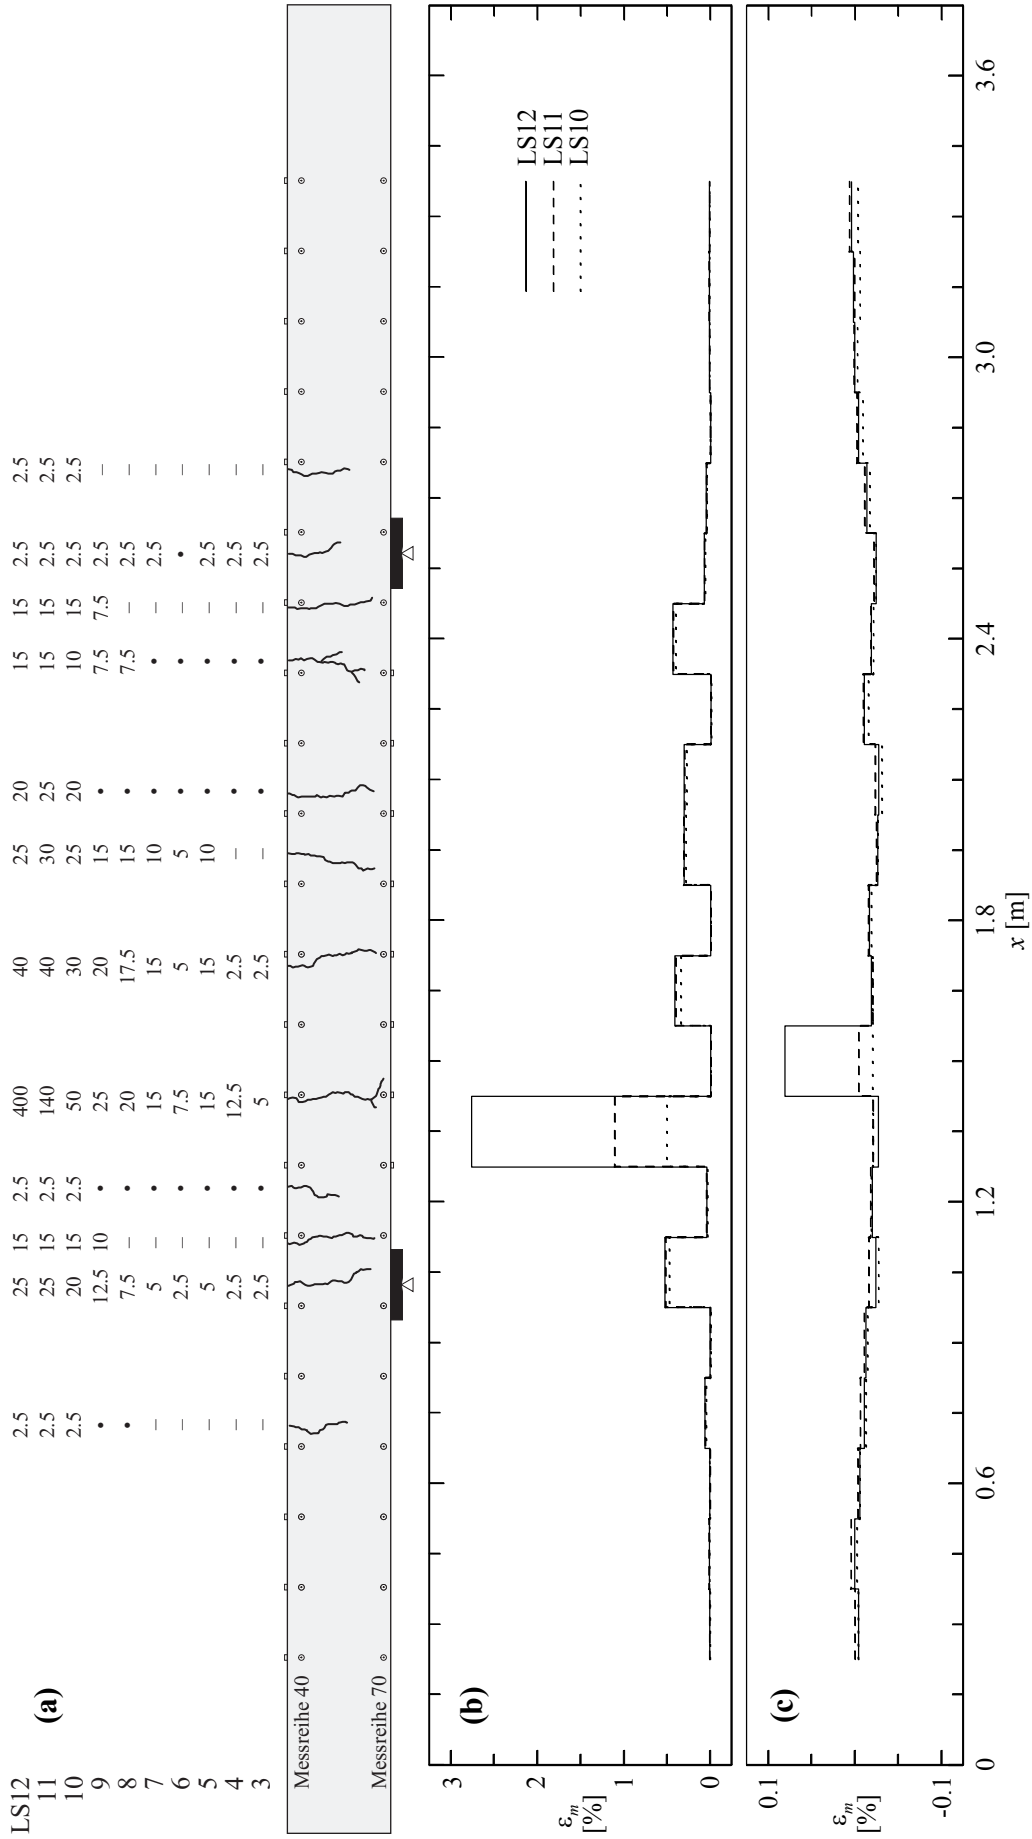 LS12 2.5 25 15 2.5 400 40 25 20 15 15 2.5 2.5
11 2.5 25 15 2.5 140 40 30 25 15 15 2.5 2.5
(a)
10 2.5 20 15 2.5 50 30 25 20 10 15 2.5 2.5
9 • 12.5 10 • 25 20 15 • 7.5 7.5 2.5 –
8 • 7.5 – • 20 17.5 15 • 7.5 – 2.5 –
7 – 5 – • 15 15 10 • • – 2.5 –
6 – 2.5 – • 7.5 5 5 • • – • –
5 – 5 – • 15 15 10 • • – 2.5 –
4 – 2.5 – • 12.5 2.5 – • • – 2.5 –
3 – 2.5 – • 5 2.5 – • • – 2.5 –
Messreihe 40
Messreihe 70
3
(b)
2
1
0
εm
[%]
LS12
LS11
LS10
0.1
(c)
εm
[%]
-0.1
0 0.6 1.2 1.8 2.4 3.0 3.6
x [m]